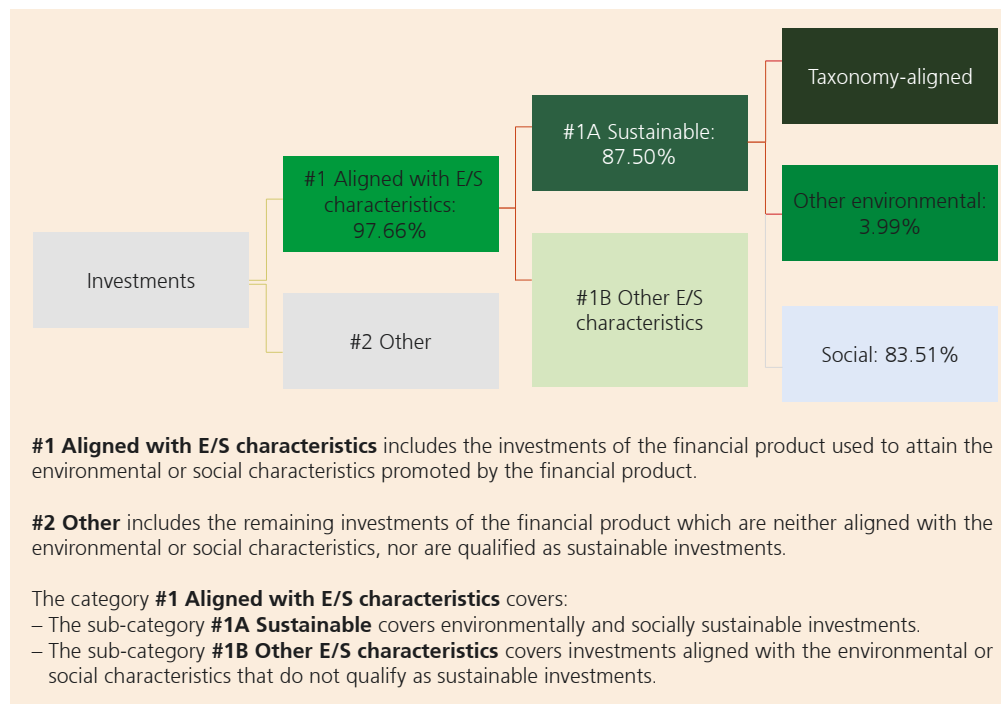 Investments
#1 Aligned with E/S
characteristics:
97.66%
#2 Other
#1A Sustainable:
87.50%
#1B Other E/S
characteristics
Taxonomy-aligned
Other environmental:
3.99%
Social: 83.51%
#1 Aligned with E/S characteristics includes the investments of the financial product used to attain the
environmental or social characteristics promoted by the financial product.
#2 Other includes the remaining investments of the financial product which are neither aligned with the
environmental or social characteristics, nor are qualified as sustainable investments.
The category #1 Aligned with E/S characteristics covers:
– The sub-category #1A Sustainable covers environmentally and socially sustainable investments.
– The sub-category #1B Other E/S characteristics covers investments aligned with the environmental or
social characteristics that do not qualify as sustainable investments.